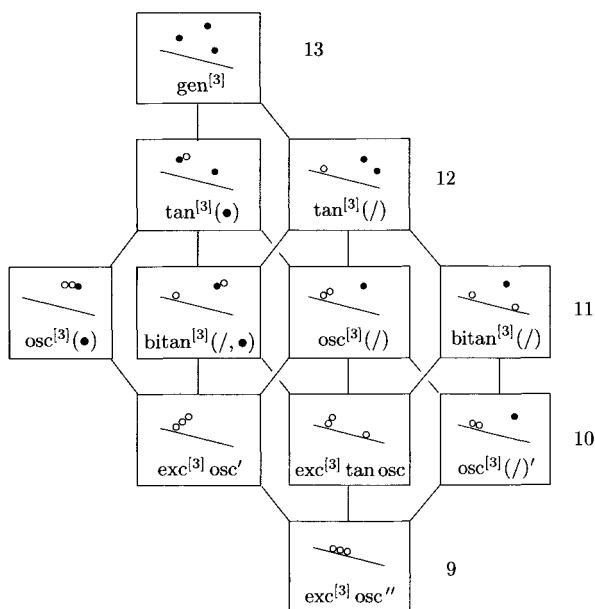 gen^[3]
13
tan^[3](●)
tan^[3](/)
12
osc^[3](●)
bitan^[3](/, ●)
osc^[3](/)
bitan^[3](/)
11
exc^[3] osc′
exc^[3] tan osc
osc^[3](/)′
10
exc^[3] osc″
9